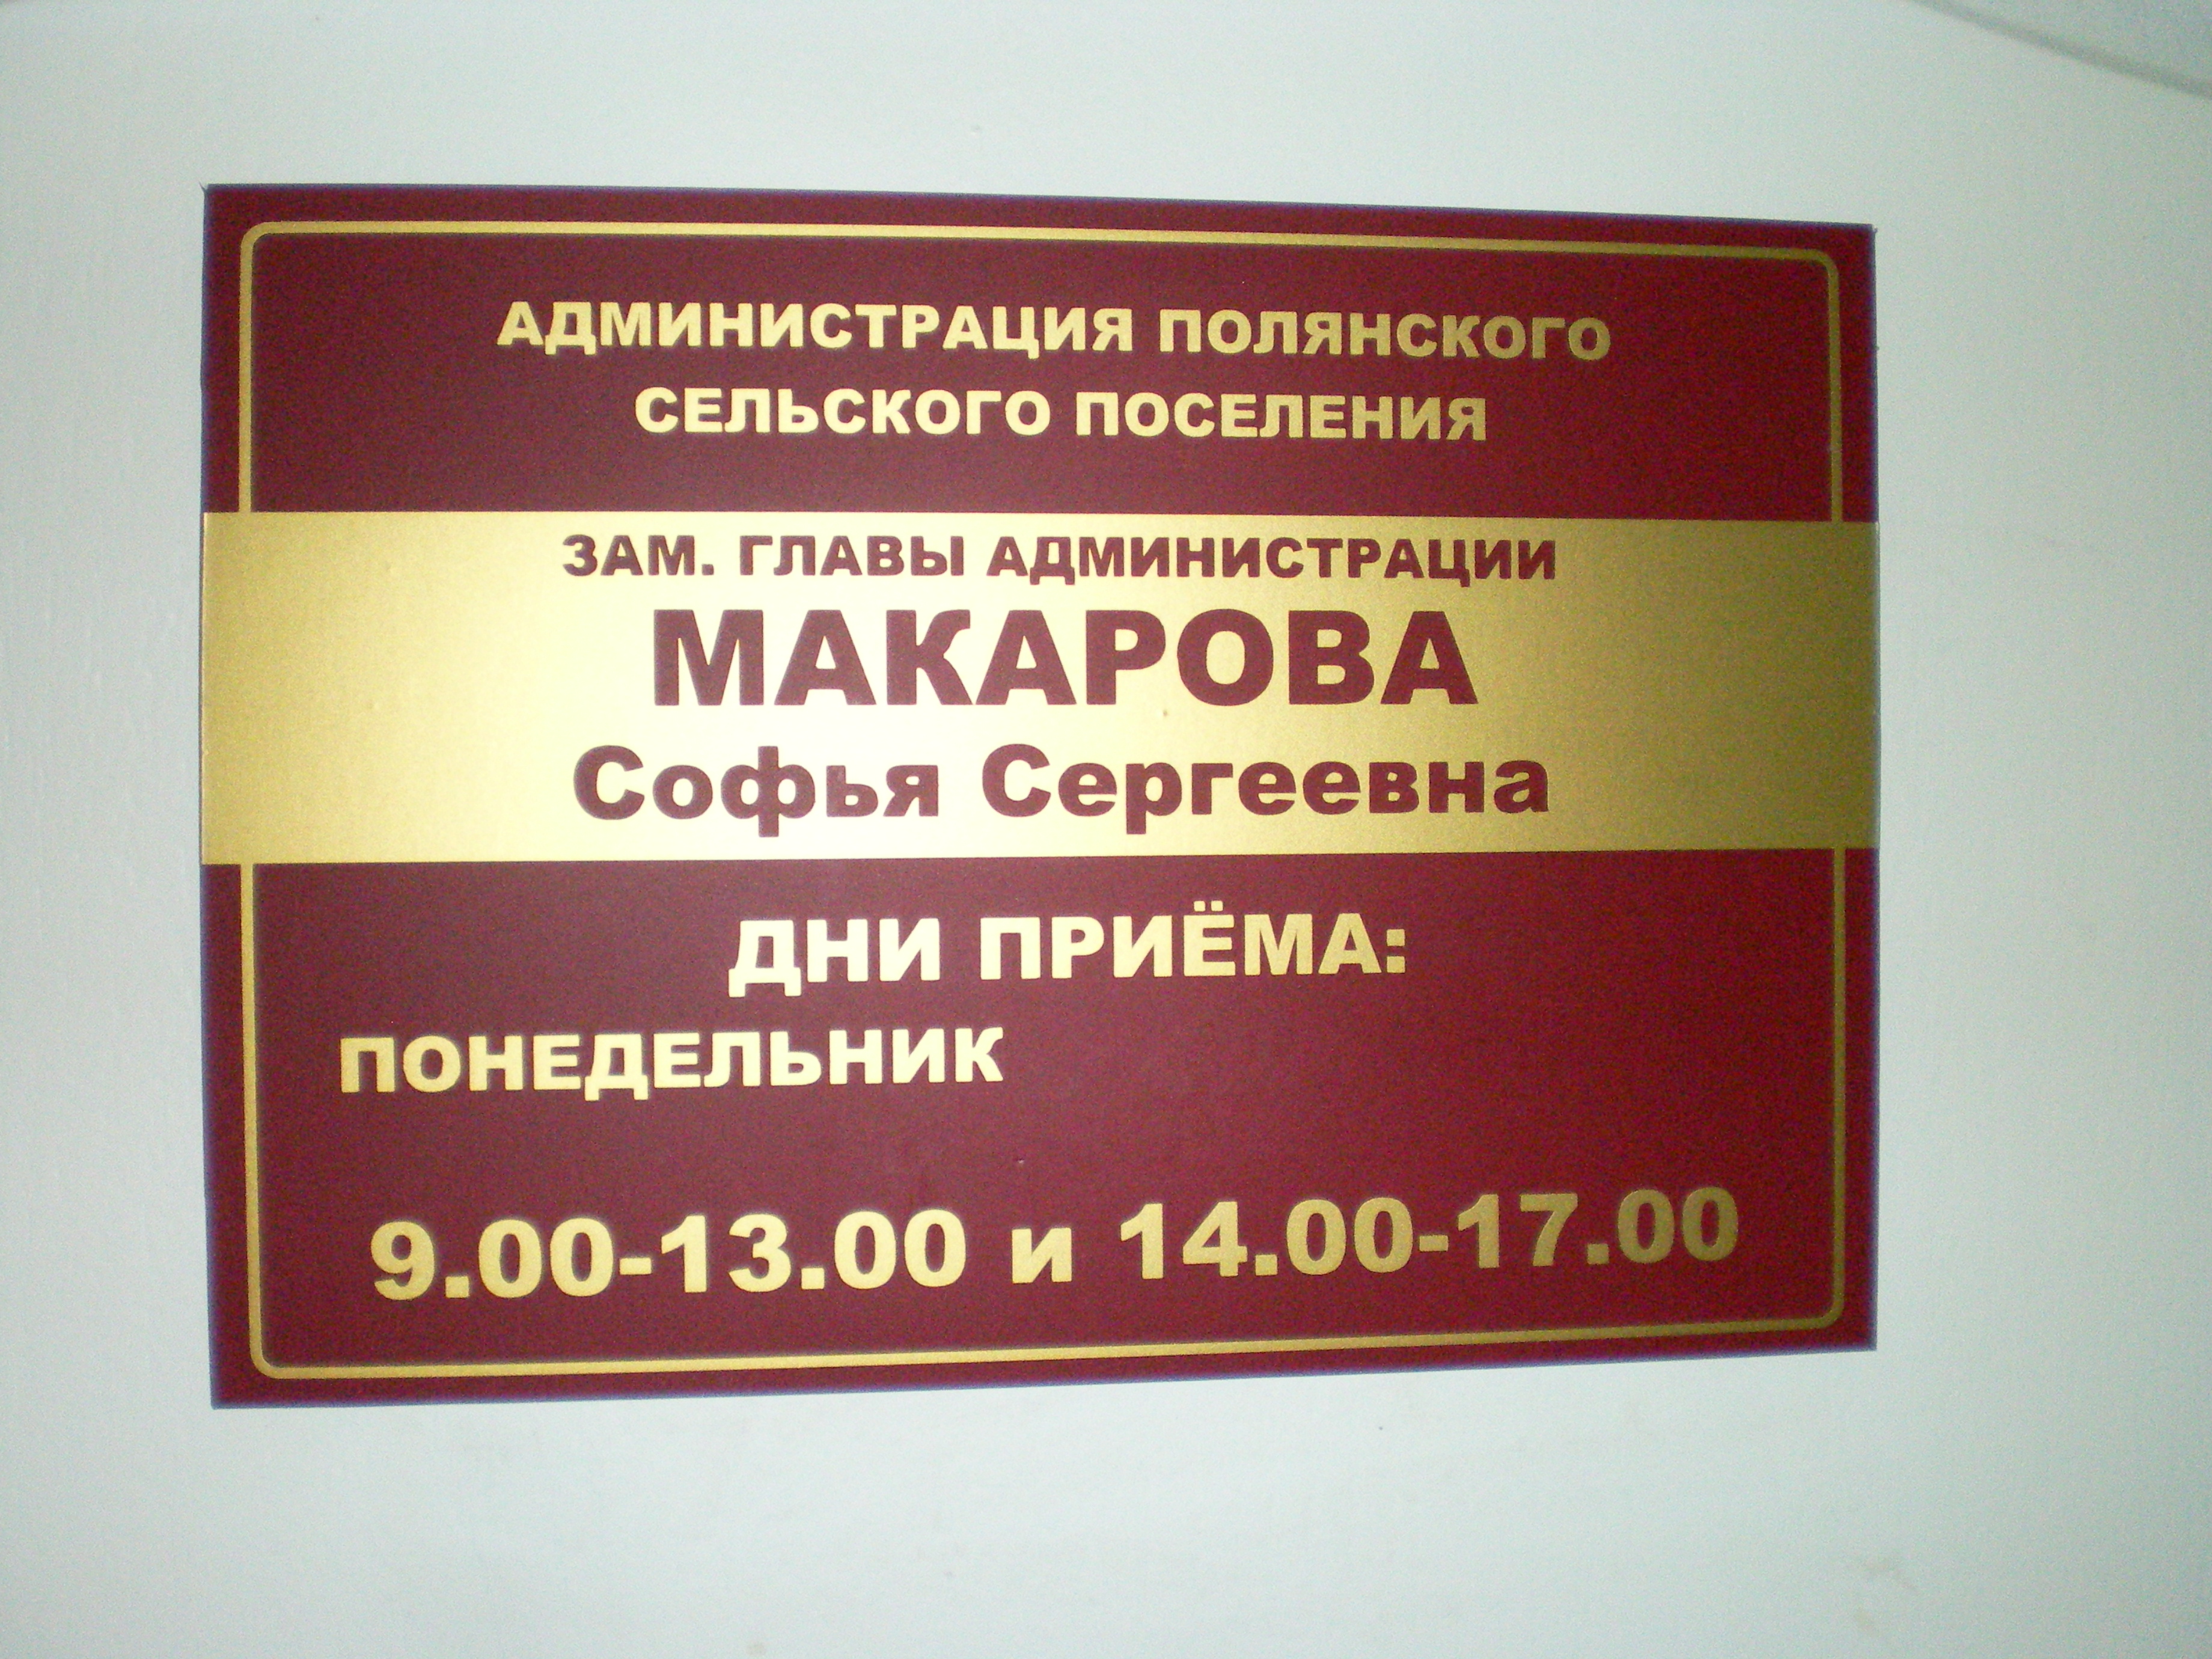 АДМИНИСТРАЦИЯ ПОЛЯНСКОГО
СЕЛЬСКОГО ПОСЕЛЕНИЯ
ЗАМ. ГЛАВЫ АДМИНИСТРАЦИИ
МАКАРОВА
Софья Сергеевна
ДНИ ПРИЁМА:
ПОНЕДЕЛЬНИК
9.00-13.00 и 14.00-17.00